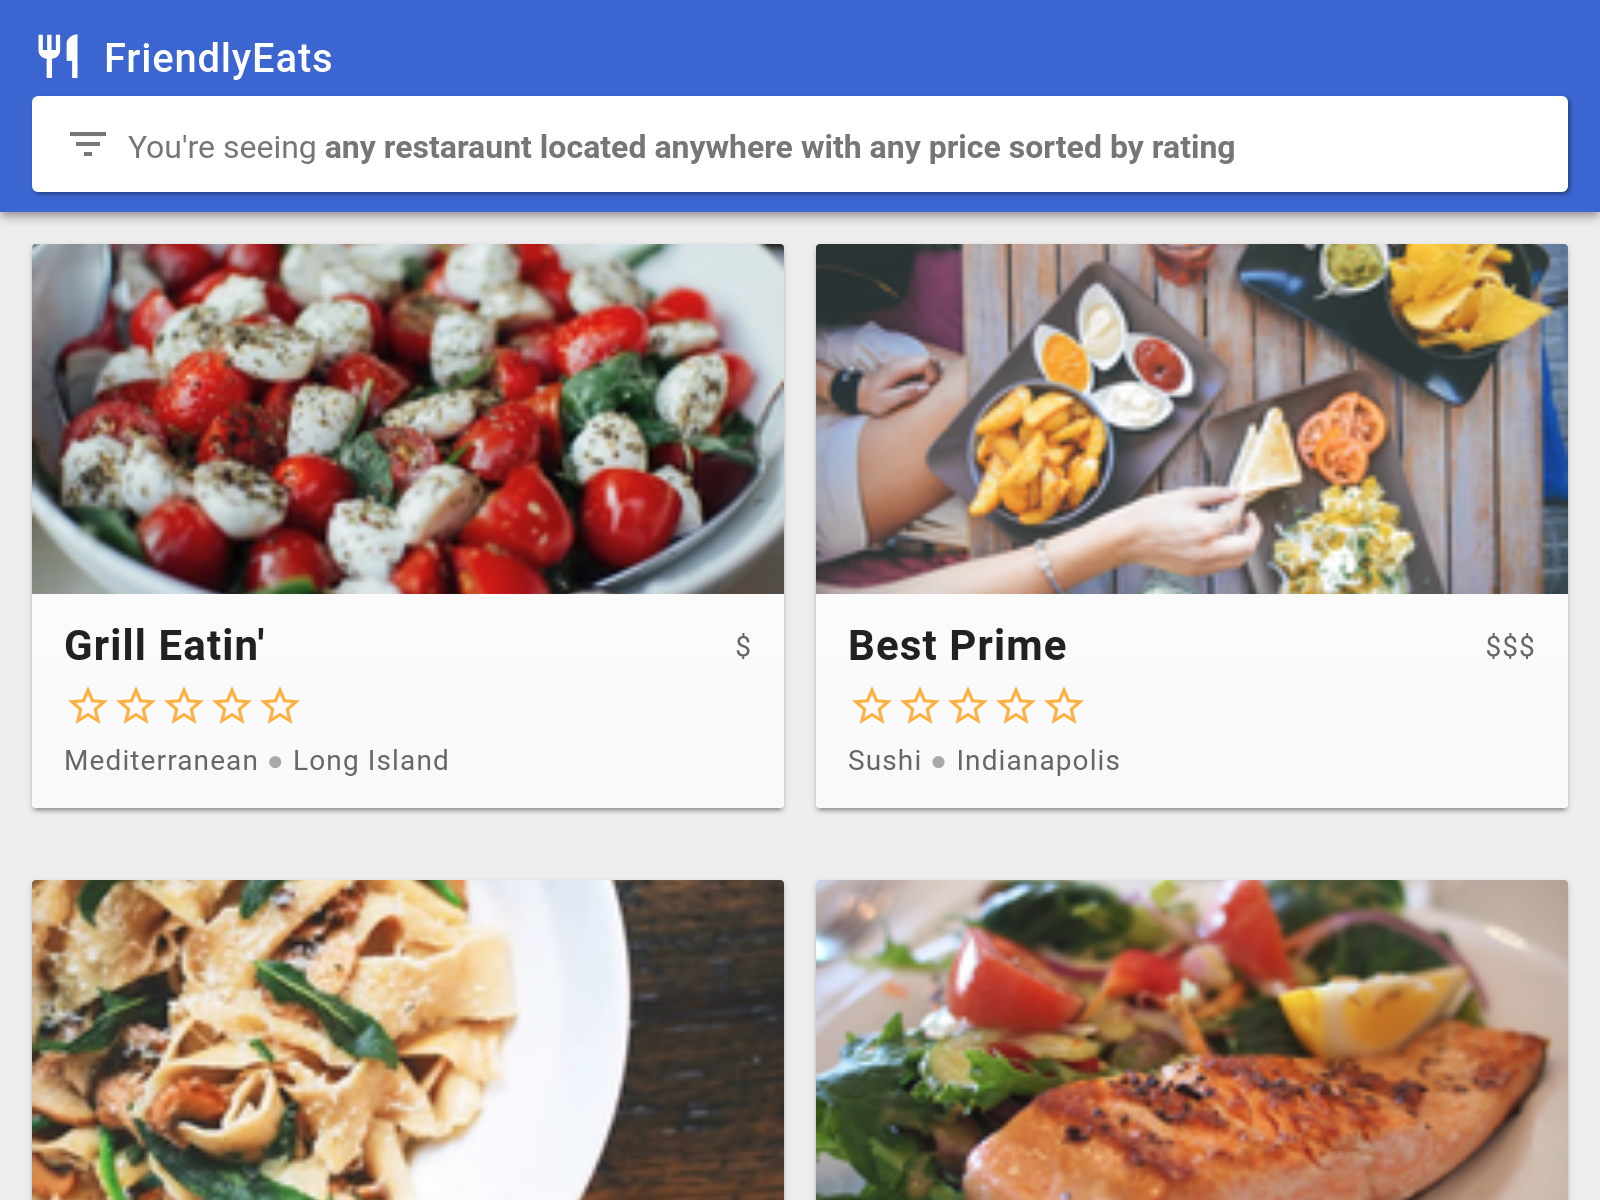 FriendlyEats
You're seeing any restaraunt located anywhere with any price sorted by rating
Grill Eatin'
$
Mediterranean ● Long Island
Best Prime
$$$
Sushi ● Indianapolis